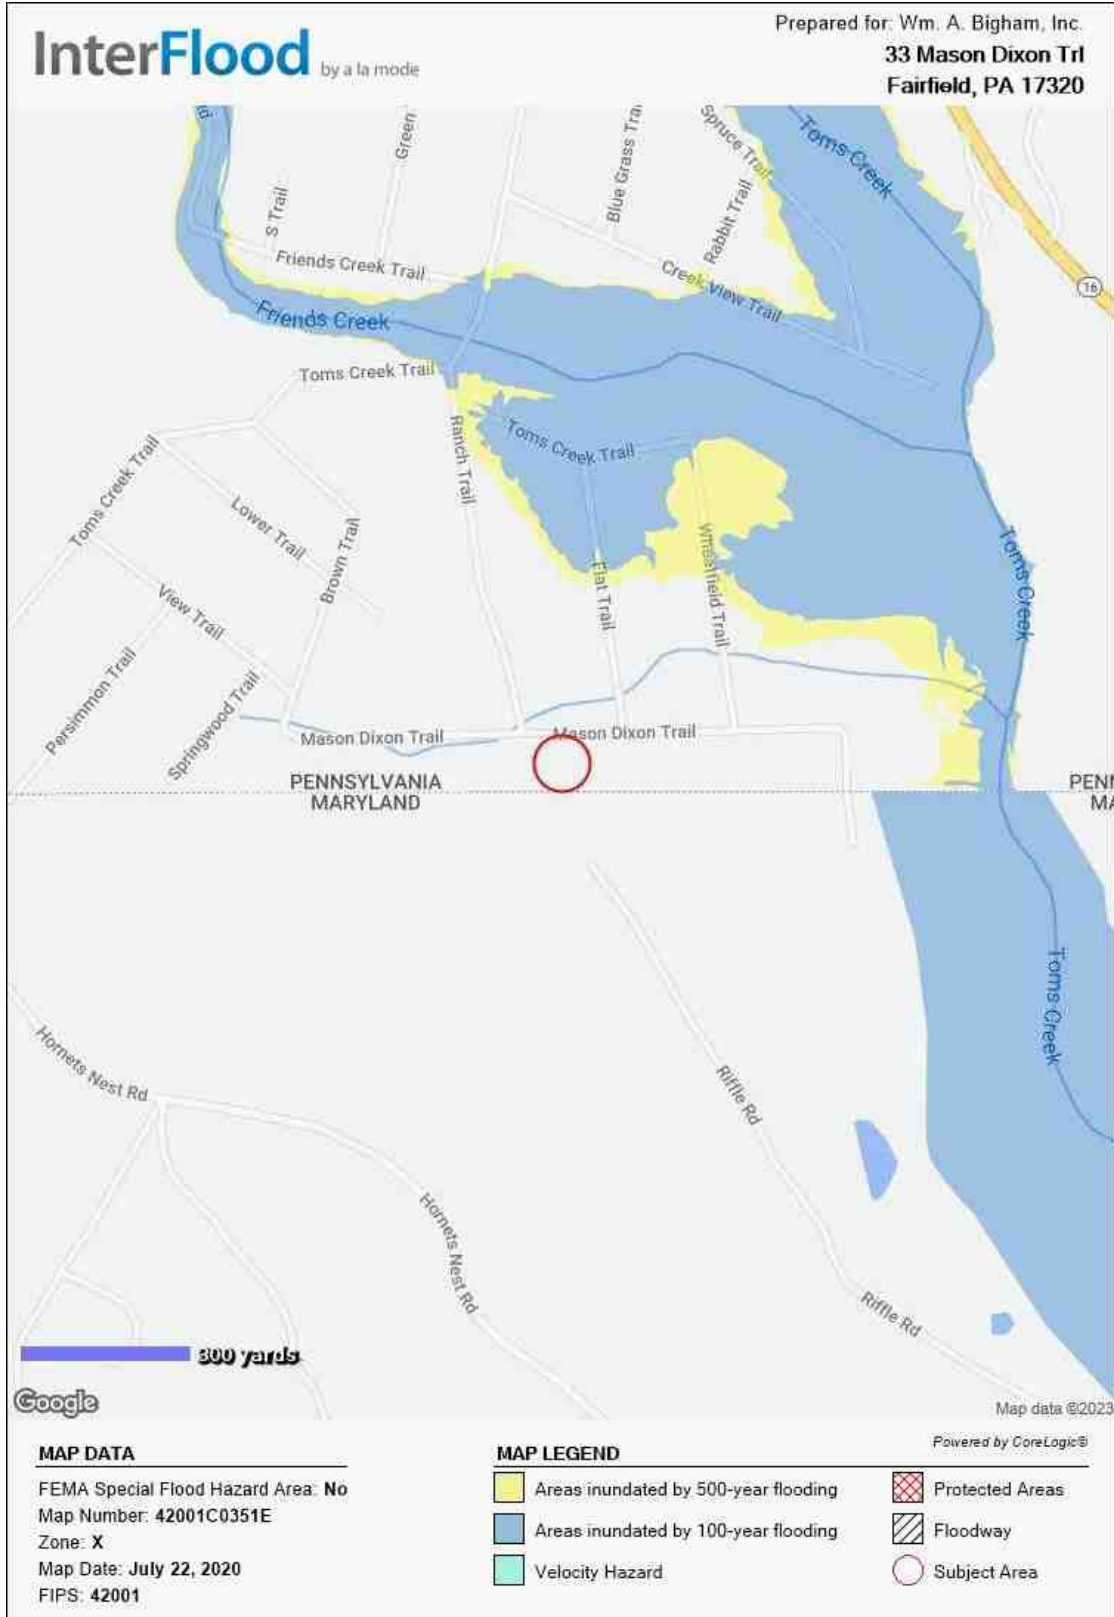 InterFlood by a la mode
Prepared for: Wm. A. Bigham, Inc.
33 Mason Dixon Trl
Fairfield, PA 17320
Green
Blue Grass Trai
Spruce Trail
Toms Creek
S Trail
Rabbit Trail
Friends Creek Trail
Creek View Trail
16
Friends Creek
Toms Creek Trail
Ranch Trail
Toms Creek Trail
Toms Creek Trail
Lower Trail
Brown Trail
Wheatfield Trail
Toms Creek
Flat Trail
View Trail
Persimmon Trail
Springwood Trail
Mason Dixon Trail
Mason Dixon Trail
PENNSYLVANIA
MARYLAND
PENN
MA
Toms Creek
Hornets Nest Rd
Riffle Rd
Hornets Nest Rd
Riffle Rd
300 yards
Google
Map data ©2023
Powered by CoreLogic®
MAP DATA
FEMA Special Flood Hazard Area: No
Map Number: 42001C0351E
Zone: X
Map Date: July 22, 2020
FIPS: 42001
MAP LEGEND
Areas inundated by 500-year flooding
Areas inundated by 100-year flooding
Velocity Hazard
Protected Areas
Floodway
Subject Area